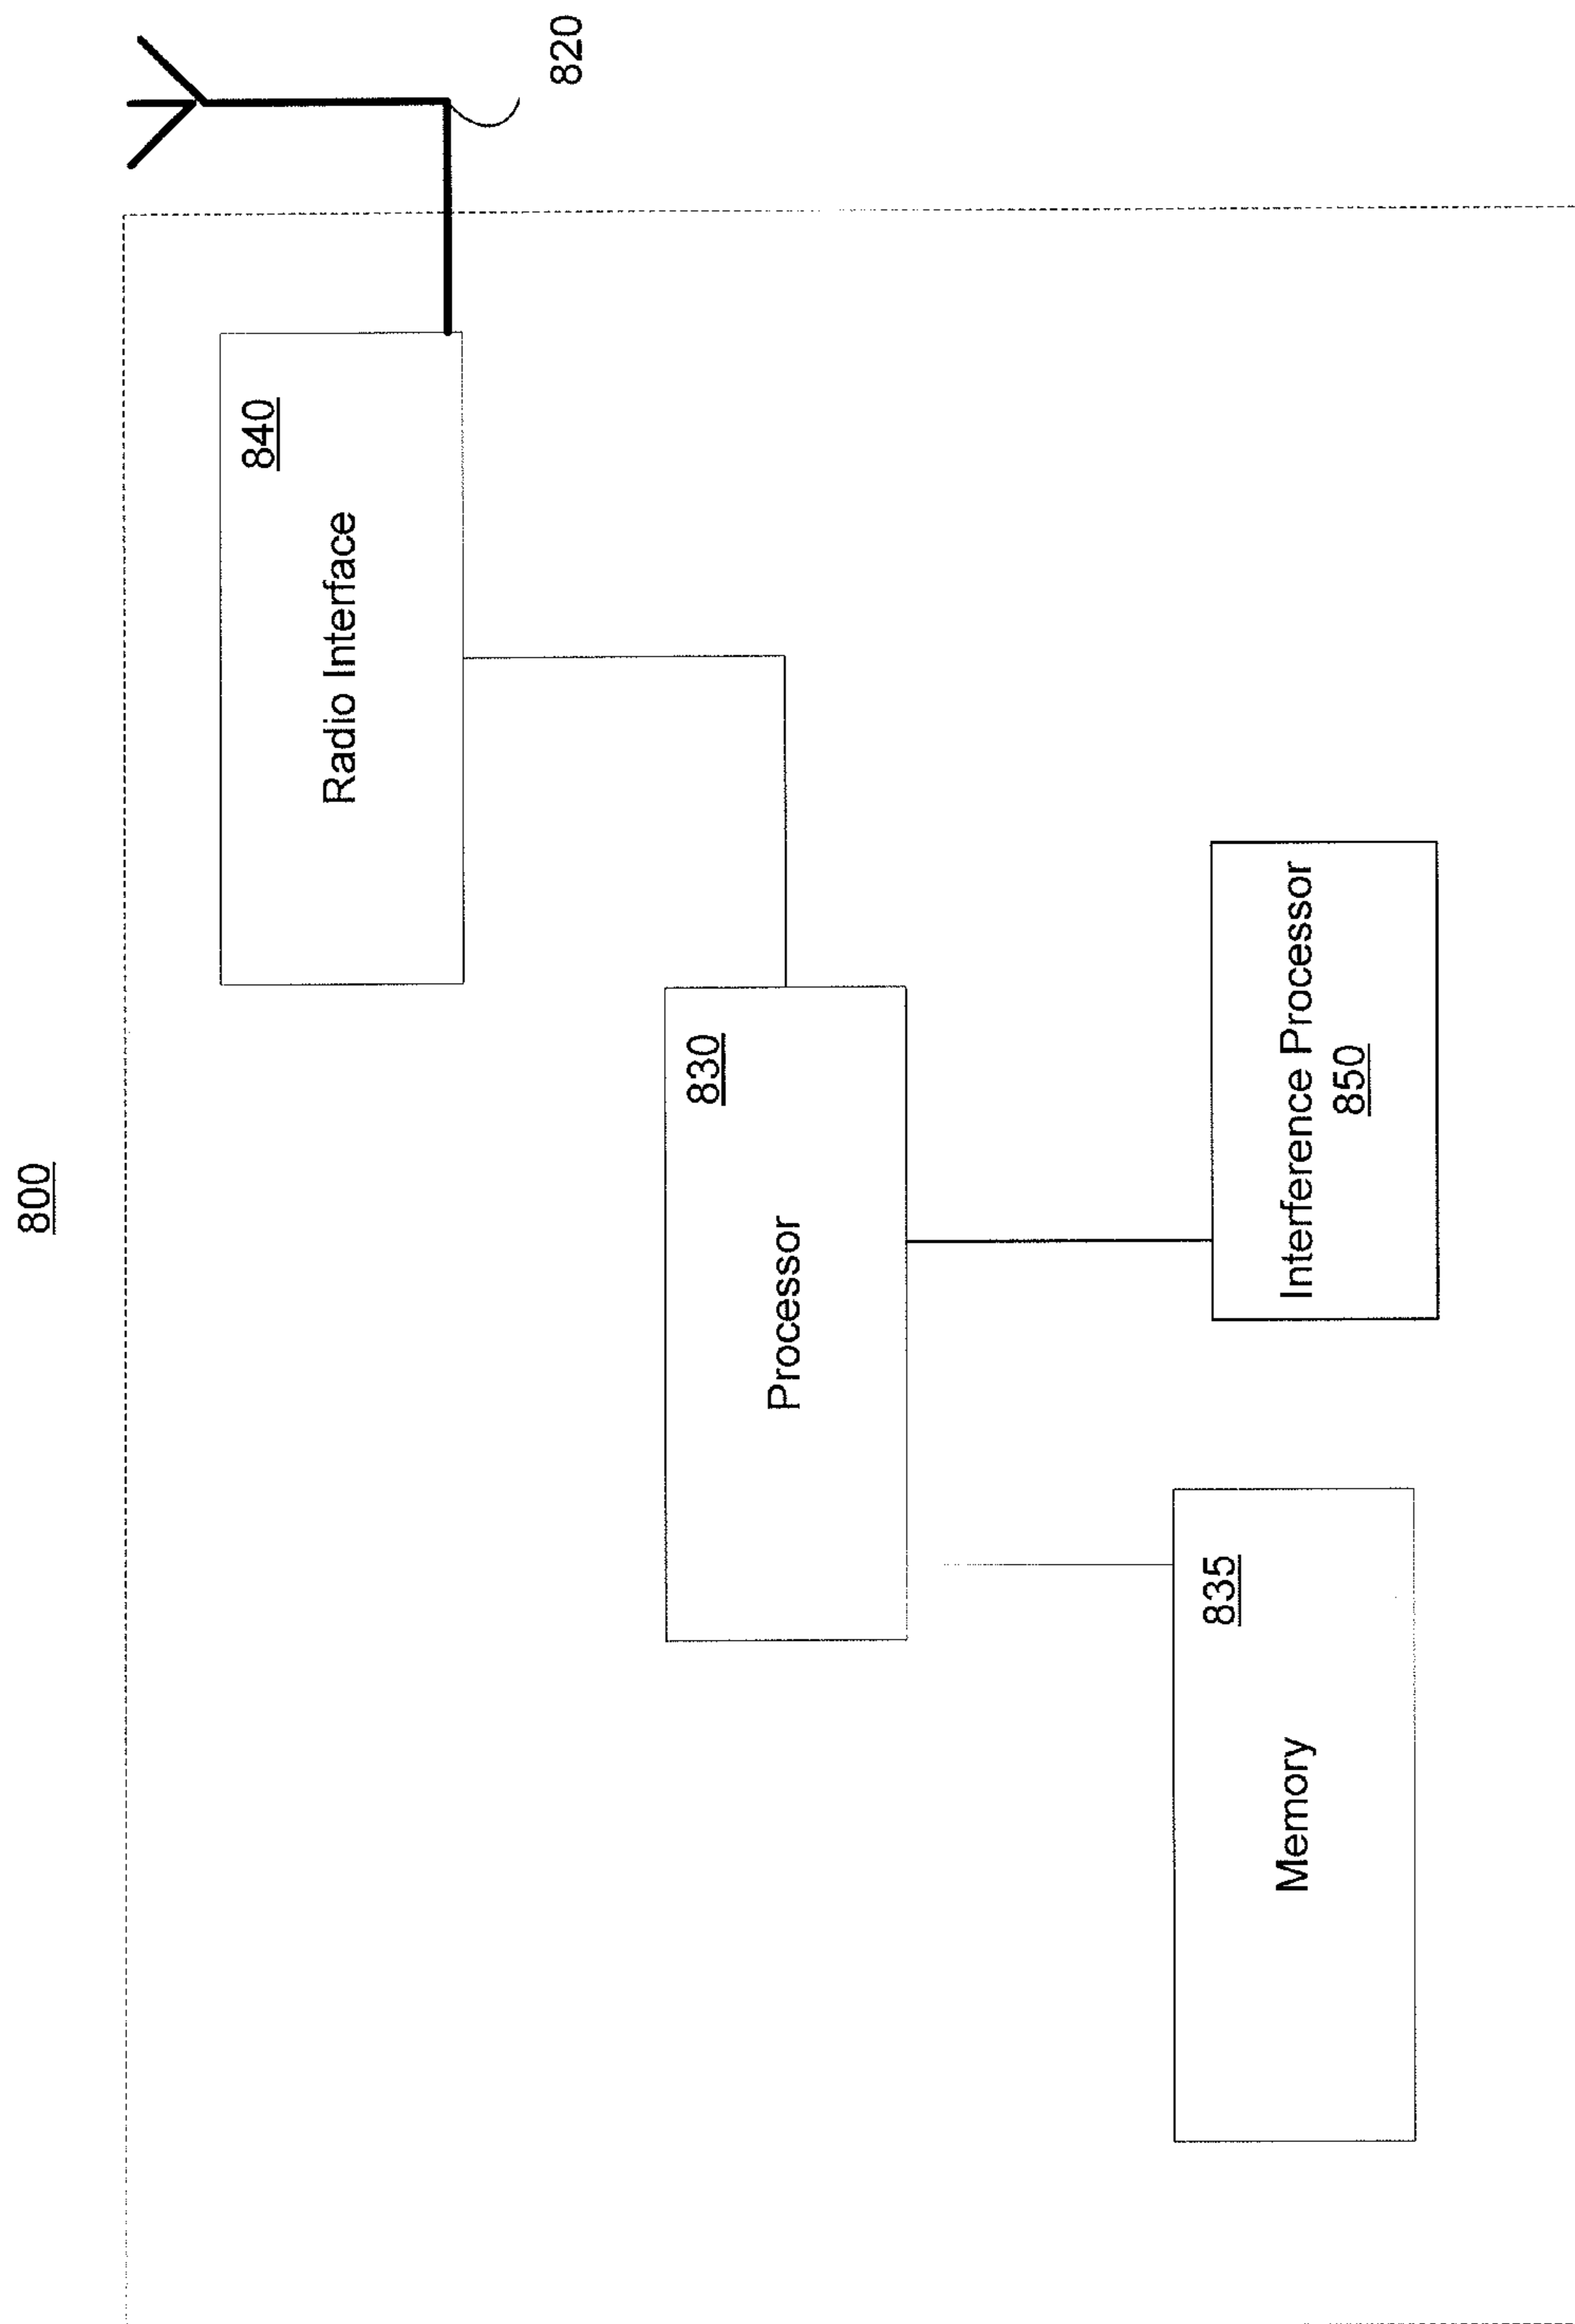 800
820
840
Radio Interface
830
Processor
Interference Processor
850
835
Memory